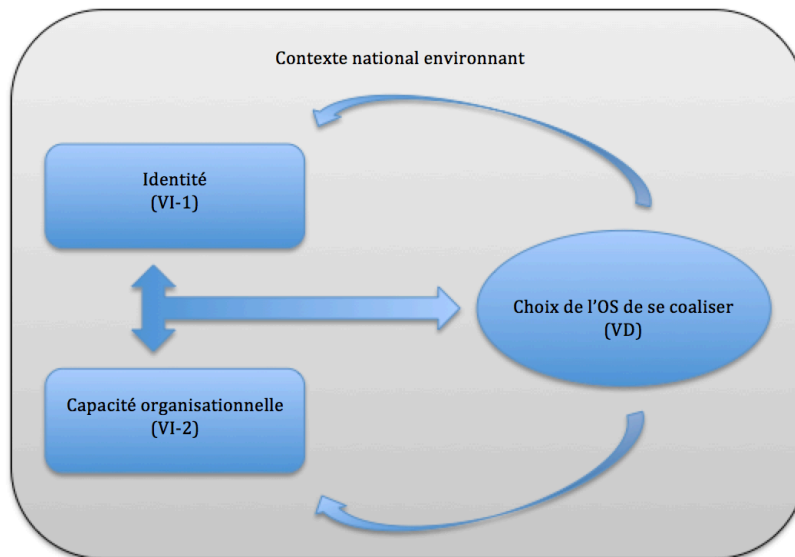 Contexte national environnant
Identité
(VI-1)
Choix de l'OS de se coaliser
(VD)
Capacité organisationnelle
(VI-2)